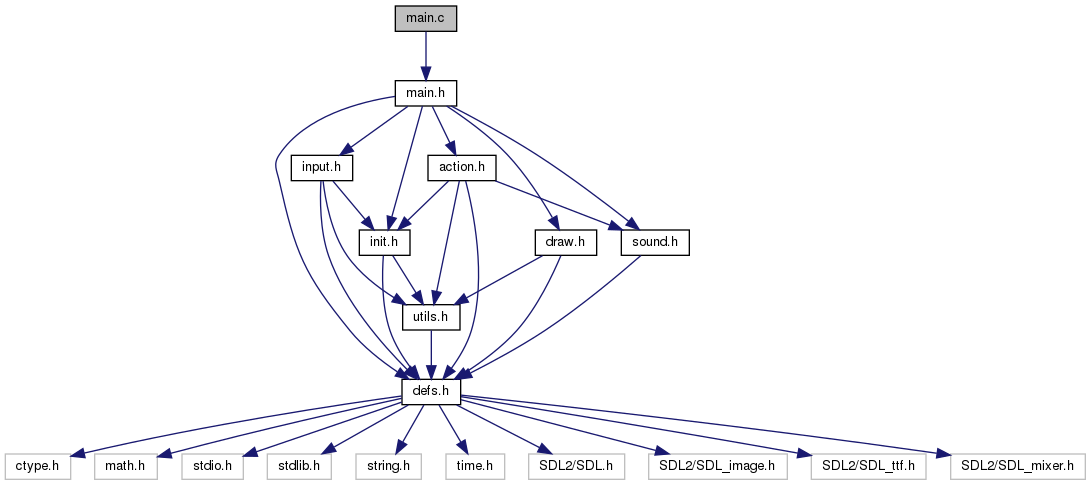 main.c
main.h
input.h
action.h
init.h
draw.h
sound.h
utils.h
defs.h
ctype.h
math.h
stdio.h
stdlib.h
string.h
time.h
SDL2/SDL.h
SDL2/SDL_image.h
SDL2/SDL_ttf.h
SDL2/SDL_mixer.h